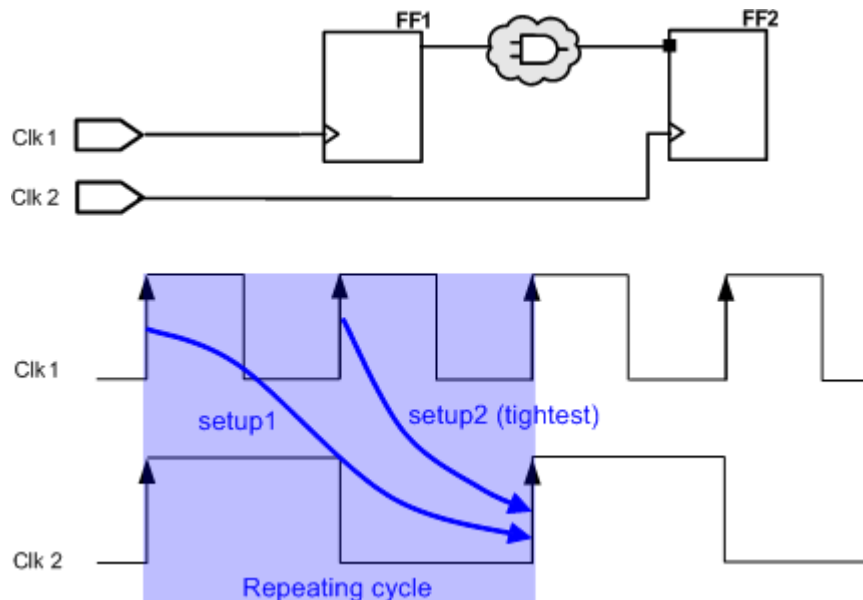 FF1
FF2
Clk 1
Clk 2
Clk 1
setup1
setup2 (tightest)
Clk 2
Repeating cycle